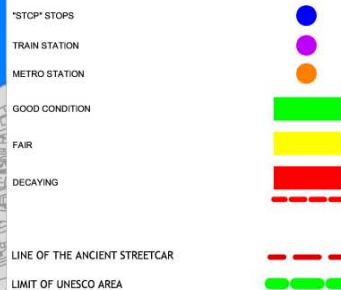 "STCP" STOPS
TRAIN STATION
METRO STATION
GOOD CONDITION
FAIR
DECAYING
LINE OF THE ANCIENT STREETCAR
LIMIT OF UNESCO AREA